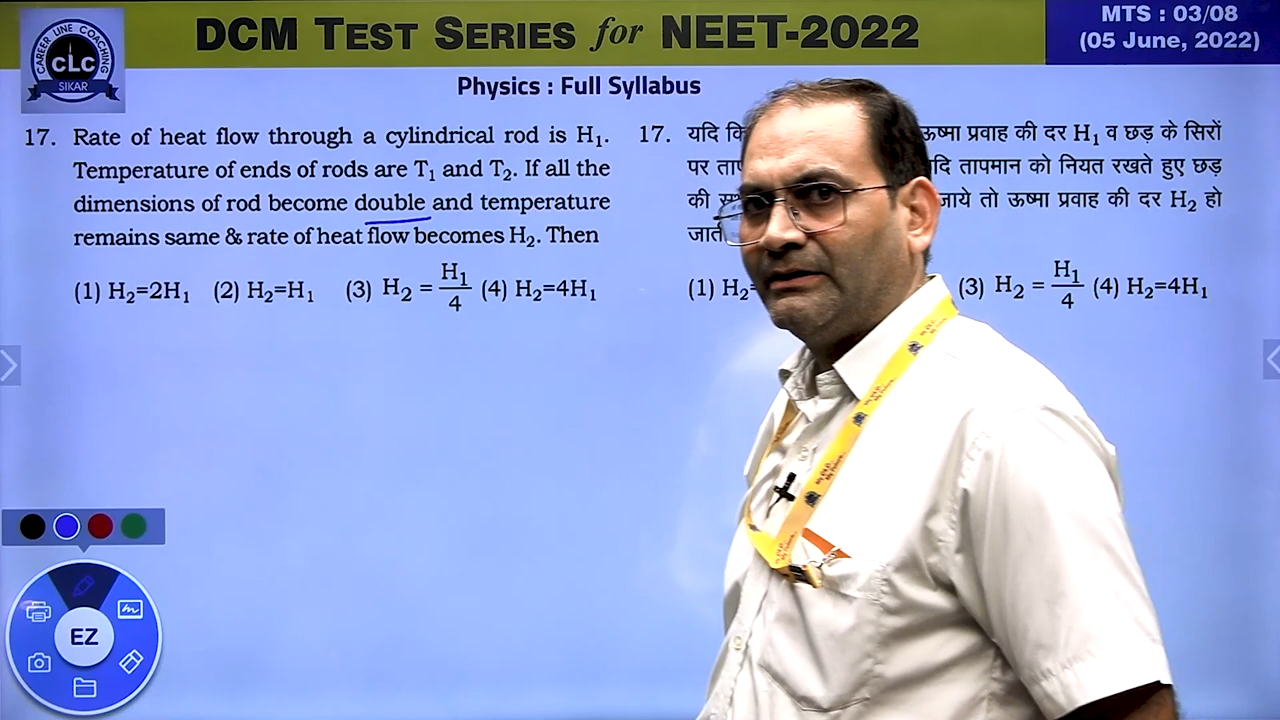 DCM TEST SERIES for NEET-2022
MTS : 03/08
(05 June, 2022)
CAREER LINE COACHING
CLC
SIKAR
Physics : Full Syllabus
17. Rate of heat flow through a cylindrical rod is H₁.
Temperature of ends of rods are T₁ and T₂. If all the
dimensions of rod become double and temperature
remains same & rate of heat flow becomes H₂. Then
(1) H₂=2H₁ (2) H₂=H₁ (3) H₂ = H₁/4 (4) H₂=4H₁
17. यदि ऊष्मा प्रवाह की दर H₁ व छड़ के सिरों
पर तापमान को नियत रखते हुए छड़
की जाये तो ऊष्मा प्रवाह की दर H₂ हो
(1) (3) H₂ = H₁/4 (4) H₂=4H₁
EZ